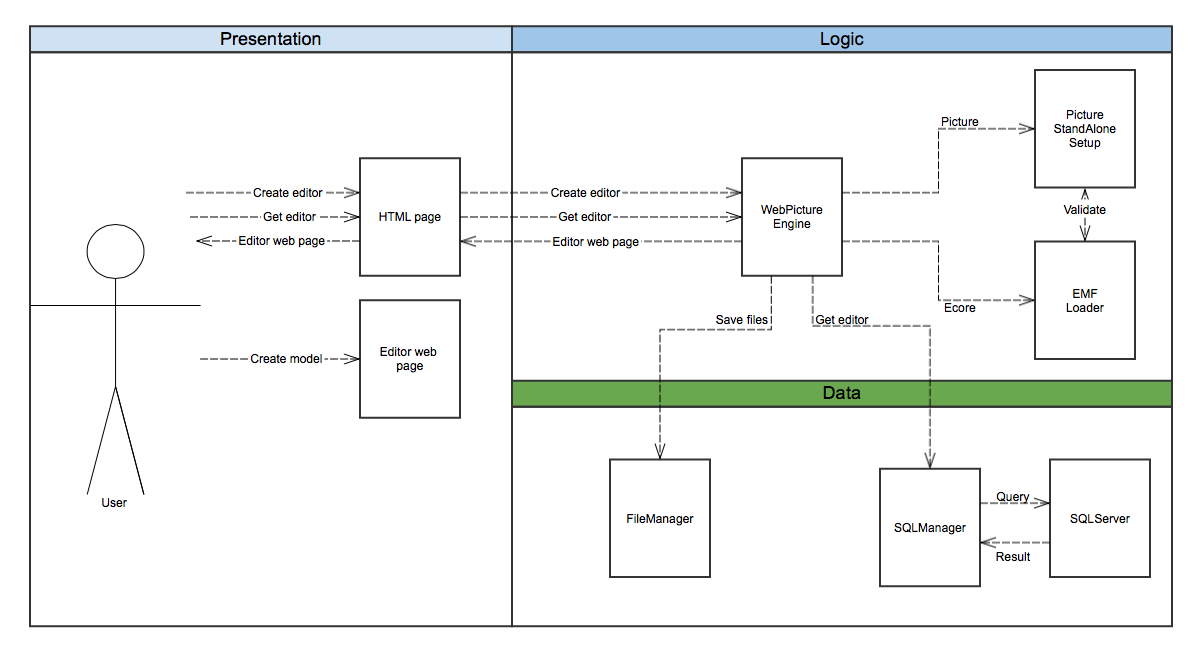 Presentation
Logic
Create editor
Get editor
Editor web page
HTML page
Create model
Editor web
page
User
Create editor
Get editor
Editor web page
WebPicture
Engine
Picture
Picture
StandAlone
Setup
Validate
Ecore
EMF
Loader
Save files
Get editor
Data
FileManager
SQLManager
Query
Result
SQLServer